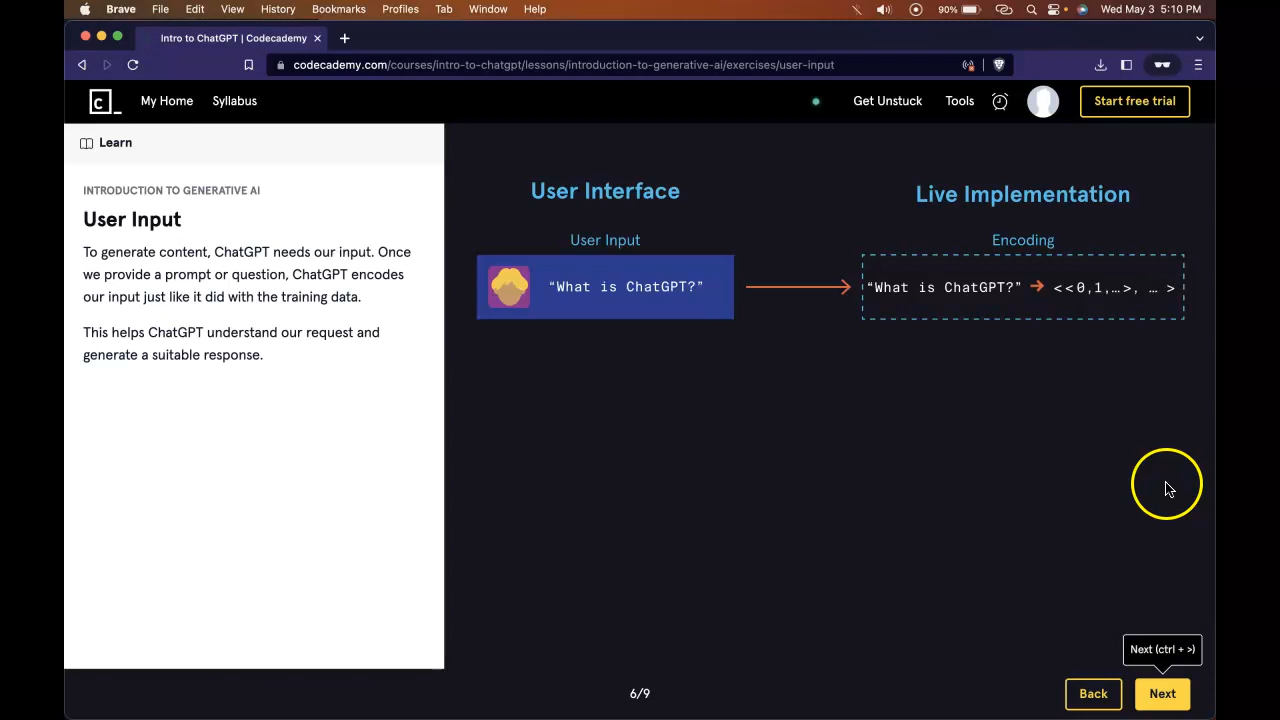 Brave File Edit View History Bookmarks Profiles Tab Window Help 90% Wed May 3 5:10 PM
Intro to ChatGPT | Codecademy
codecademy.com/courses/intro-to-chatgpt/lessons/introduction-to-generative-ai/exercises/user-input
C_ My Home Syllabus Get Unstuck Tools Start free trial
Learn
INTRODUCTION TO GENERATIVE AI
User Input
To generate content, ChatGPT needs our input. Once
we provide a prompt or question, ChatGPT encodes
our input just like it did with the training data.
This helps ChatGPT understand our request and
generate a suitable response.
User Interface
User Input
“What is ChatGPT?”
Live Implementation
Encoding
“What is ChatGPT?” → <<0,1,…>, … >
Next (ctrl + >)
6/9
Back
Next